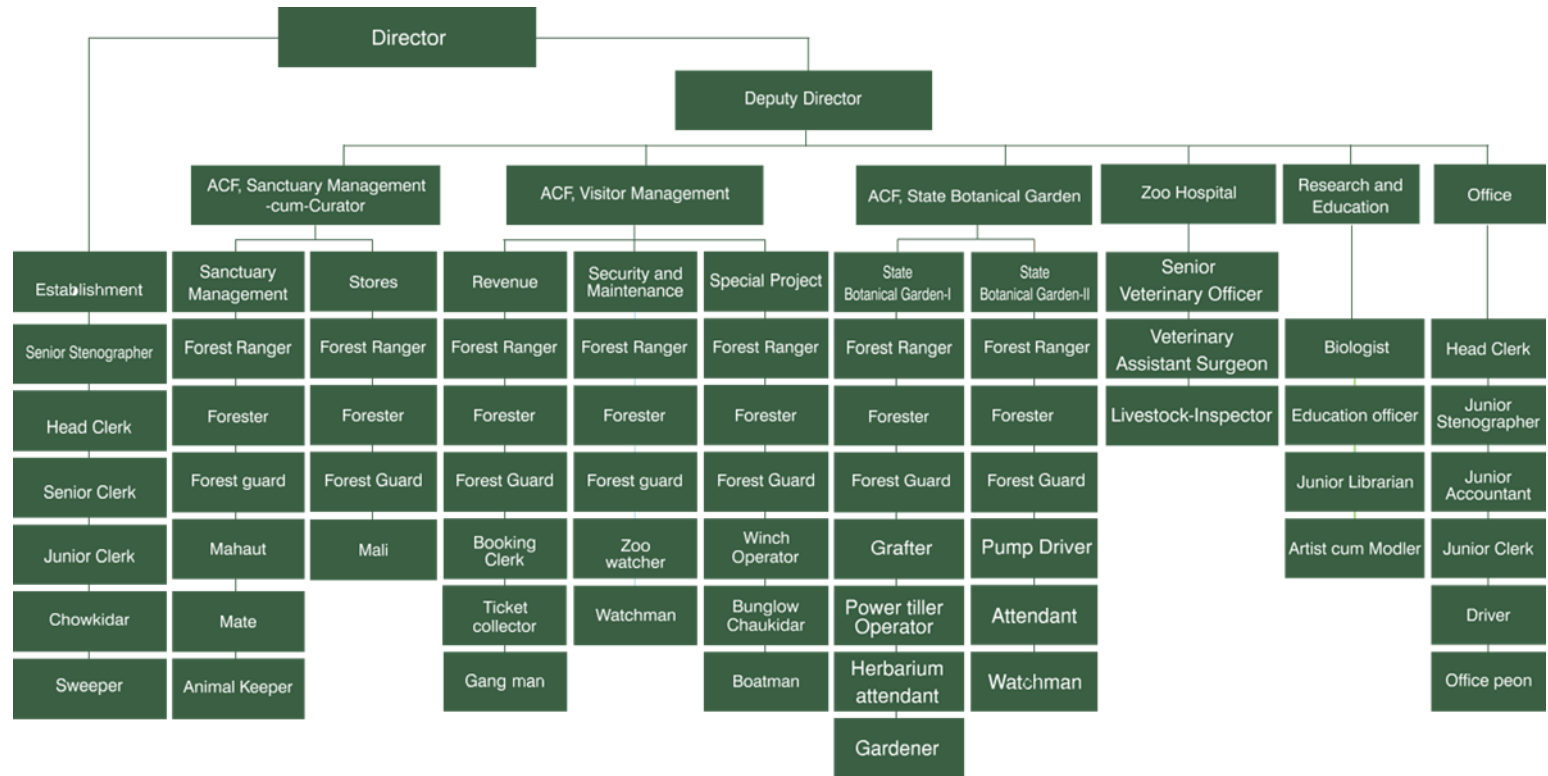 Director
Deputy Director
ACF, Sanctuary Management
-cum-Curator
ACF, Visitor Management
ACF, State Botanical Garden
Zoo Hospital
Research and
Education
Office
Establishment
Senior Stenographer
Head Clerk
Senior Clerk
Junior Clerk
Chowkidar
Sweeper
Sanctuary
Management
Forest Ranger
Forester
Forest guard
Mahaut
Mate
Animal Keeper
Stores
Forest Ranger
Forester
Forest Guard
Mali
Revenue
Forest Ranger
Forester
Forest Guard
Booking
Clerk
Ticket
collector
Gang man
Security and
Maintenance
Forest Ranger
Forester
Forest guard
Zoo
watcher
Watchman
Special Project
Forest Ranger
Forester
Forest Guard
Winch
Operator
Bunglow
Chaukidar
Boatman
State
Botanical Garden-I
Forest Ranger
Forester
Forest Guard
Grafter
Power tiller
Operator
Herbarium
attendant
Gardener
State
Botanical Garden-II
Forest Ranger
Forester
Forest Guard
Pump Driver
Attendant
Watchman
Senior
Veterinary Officer
Veterinary
Assistant Surgeon
Livestock-Inspector
Biologist
Education officer
Junior Librarian
Artist cum Modler
Head Clerk
Junior
Stenographer
Junior
Accountant
Junior Clerk
Driver
Office peon